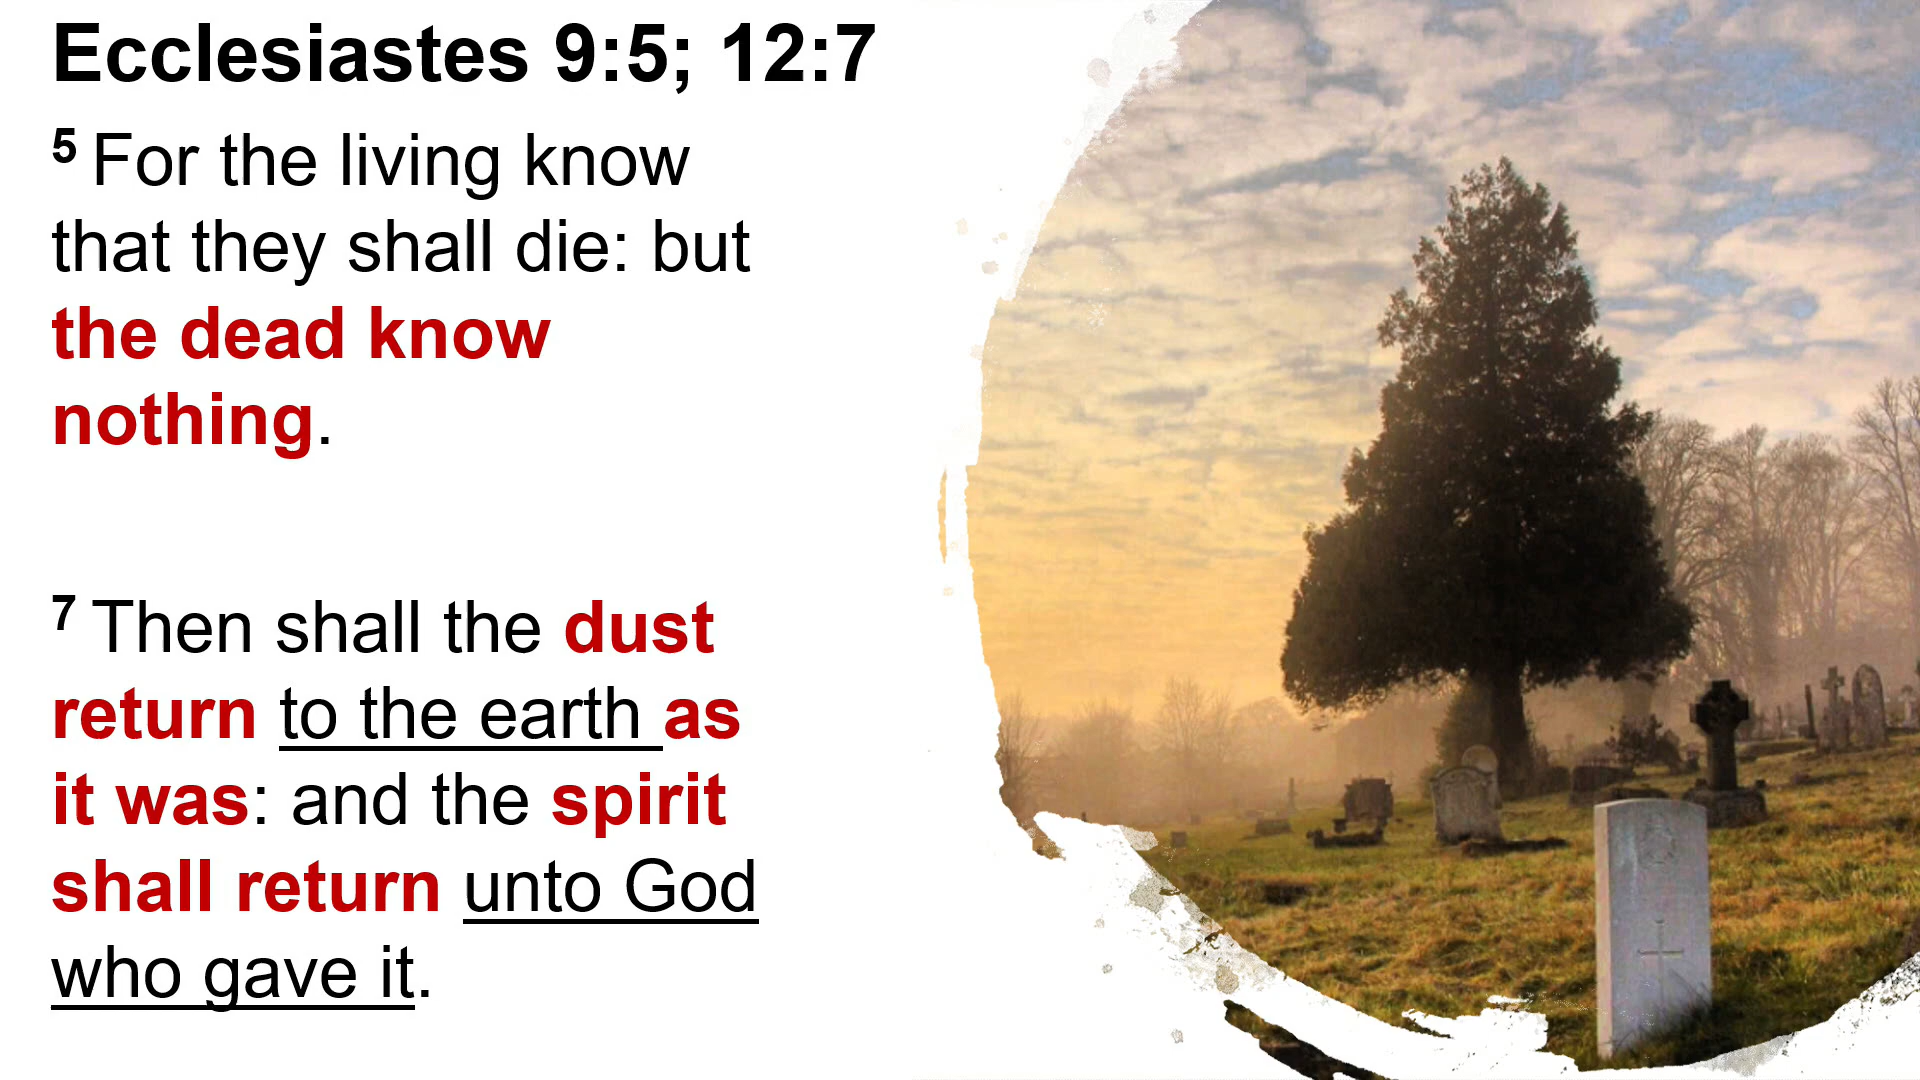 Ecclesiastes 9:5; 12:7
5 For the living know
that they shall die: but
the dead know
nothing.
7 Then shall the dust
return to the earth as
it was: and the spirit
shall return unto God
who gave it.